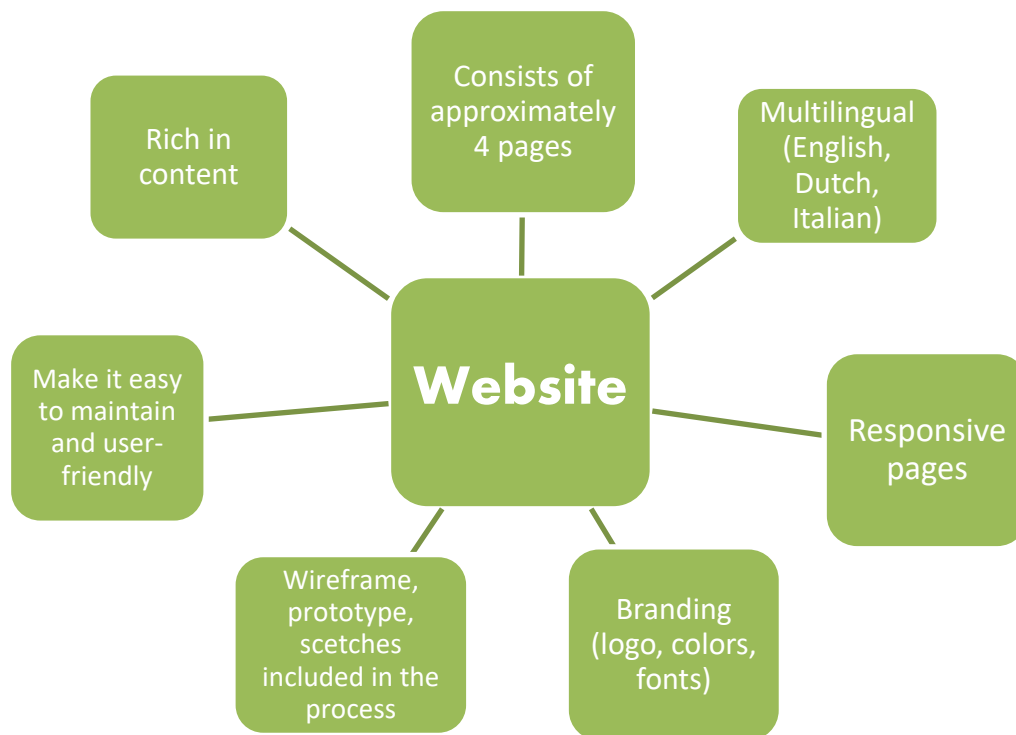 Consists of
approximately
4 pages
Multilingual
(English,
Dutch,
Italian)
Responsive
pages
Branding
(logo, colors,
fonts)
Wireframe,
prototype,
scetches
included in the
process
Make it easy
to maintain
and user-
friendly
Rich in
content
Website